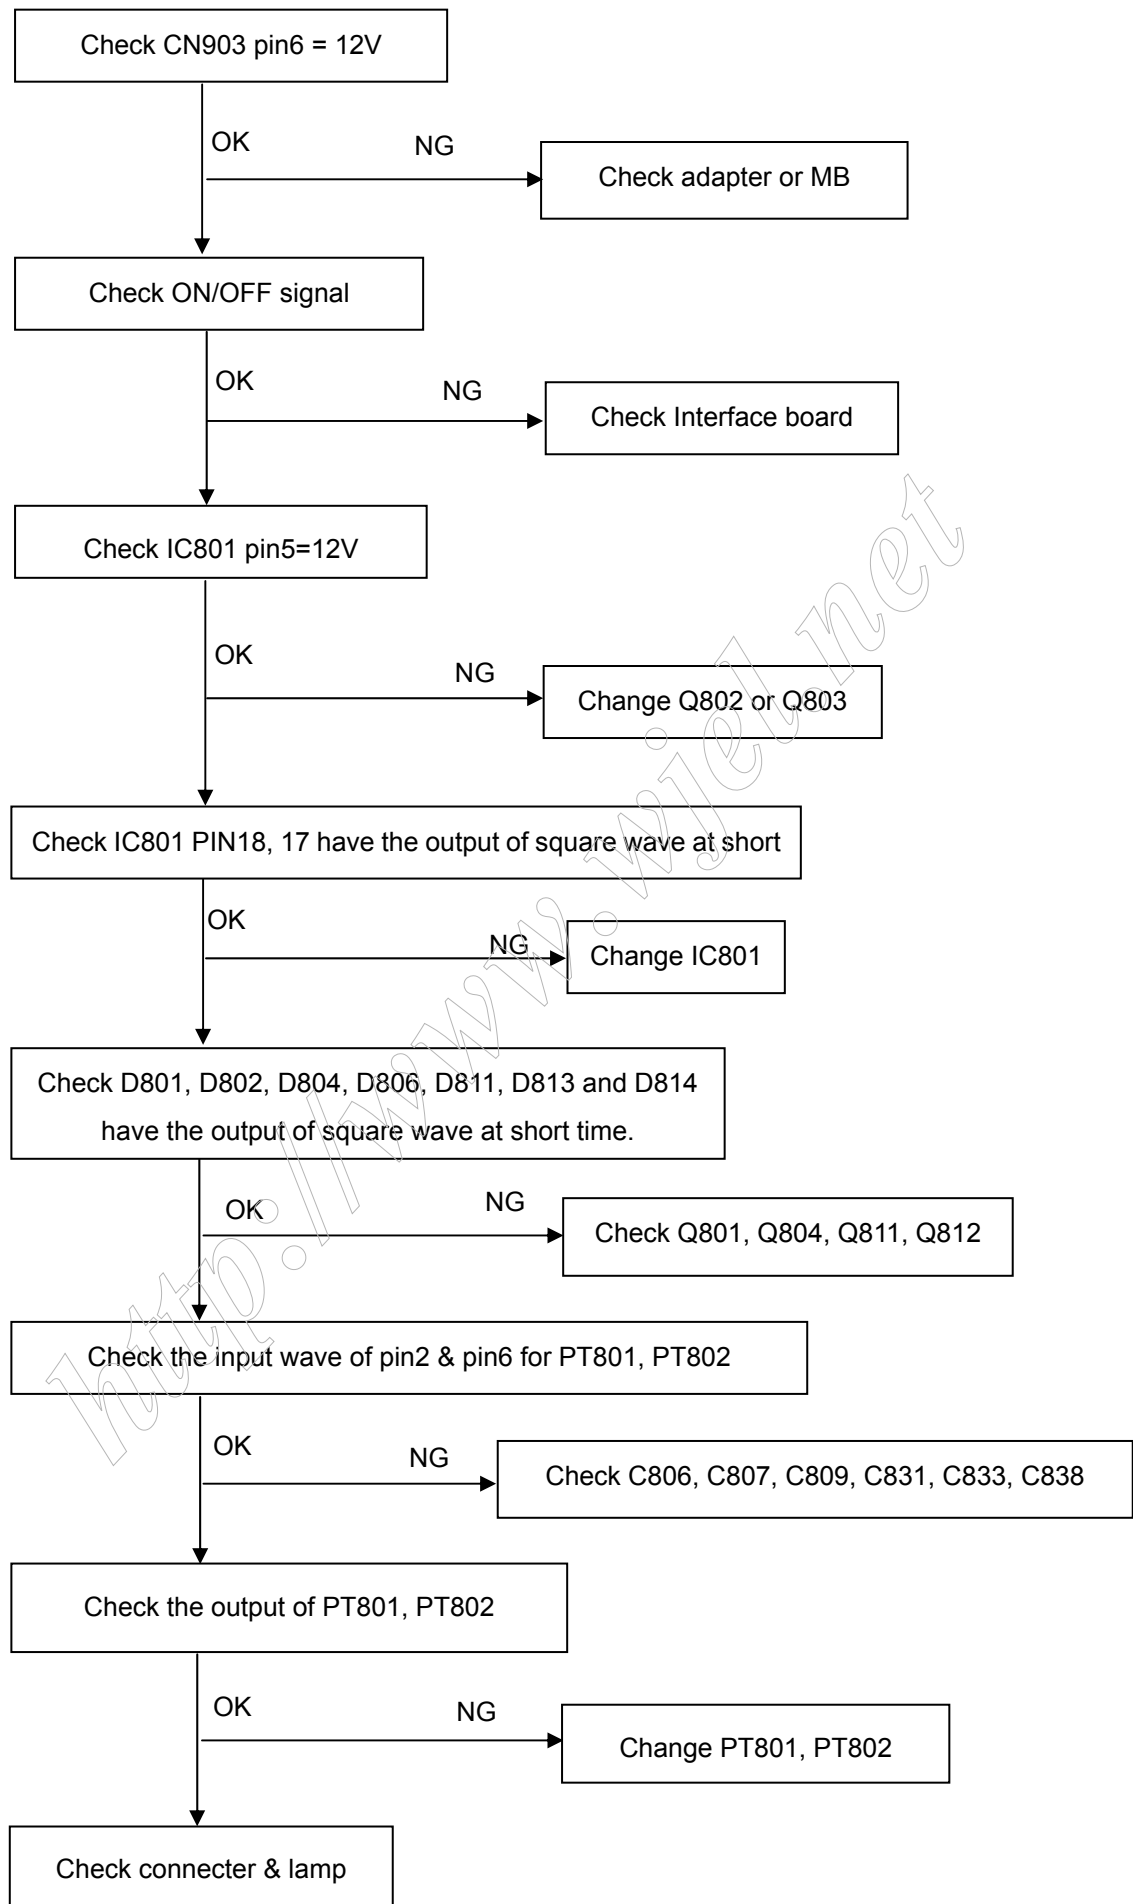 Check CN903 pin6 = 12V
OK
NG
Check adapter or MB
Check ON/OFF signal
OK
NG
Check Interface board
Check IC801 pin5=12V
OK
NG
Change Q802 or Q803
Check IC801 PIN18, 17 have the output of square wave at short
OK
NG
Change IC801
Check D801, D802, D804, D806, D811, D813 and D814
have the output of square wave at short time.
OK
NG
Check Q801, Q804, Q811, Q812
Check the input wave of pin2 & pin6 for PT801, PT802
OK
NG
Check C806, C807, C809, C831, C833, C838
Check the output of PT801, PT802
OK
NG
Change PT801, PT802
Check connecter & lamp
http://www.wjel.net